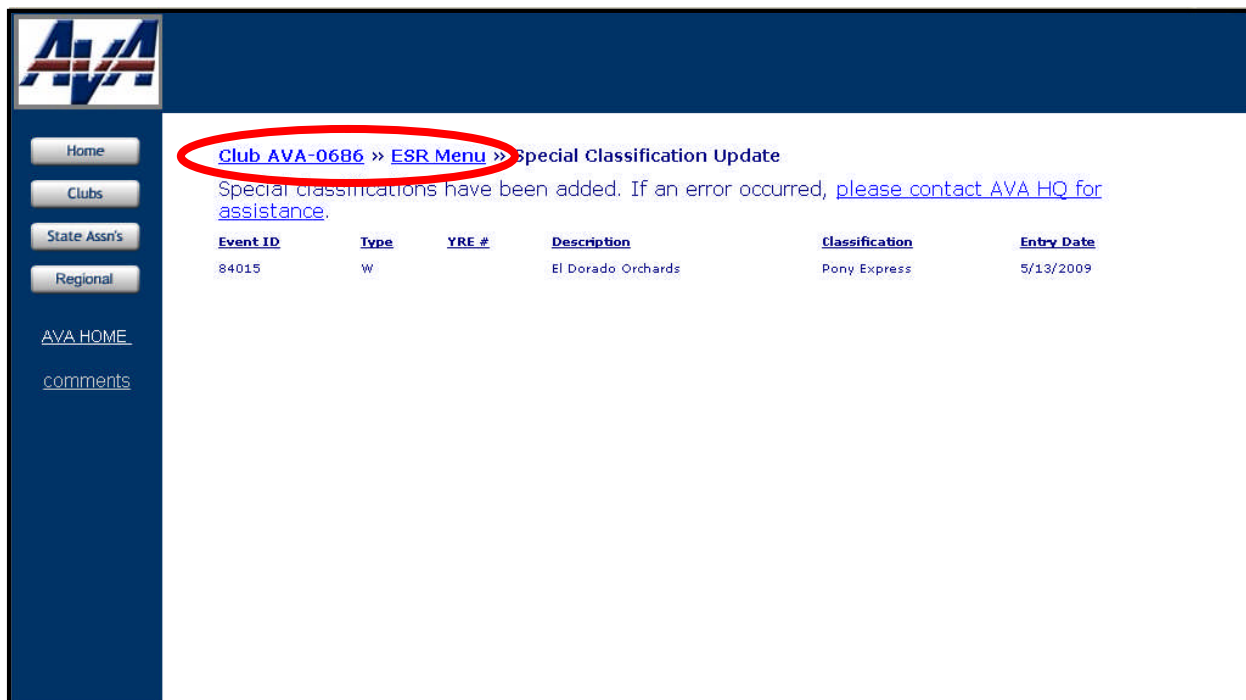 AVA
Home
Clubs
State Assn's
Regional
AVA HOME
comments
Club AVA-0686 » ESR Menu » Special Classification Update
Special classifications have been added. If an error occurred, please contact AVA HQ for
assistance.
Event ID Type YRE # Description Classification Entry Date
84015 W El Dorado Orchards Pony Express 5/13/2009